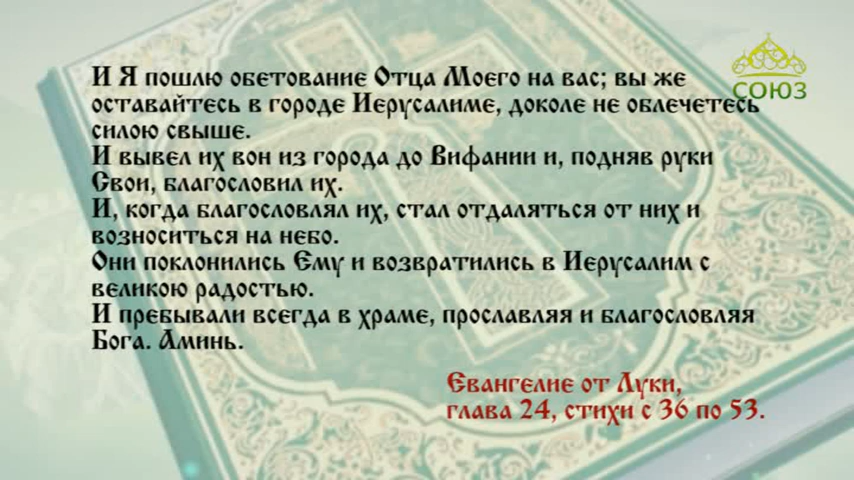 СОЮЗ
И Я пошлю обетование Отца Моего на вас; вы же
оставайтесь в городе Иерусалиме, доколе не облечетесь
силою свыше.
И вывел их вон из города до Вифании и, подняв руки
Свои, благословил их.
И, когда благословлял их, стал отдаляться от них и
возноситься на небо.
Они поклонились Ему и возвратились в Иерусалим с
великою радостью.
И пребывали всегда в храме, прославляя и благословляя
Бога. Аминь.
Евангелие от Луки,
глава 24, стихи с 36 по 53.